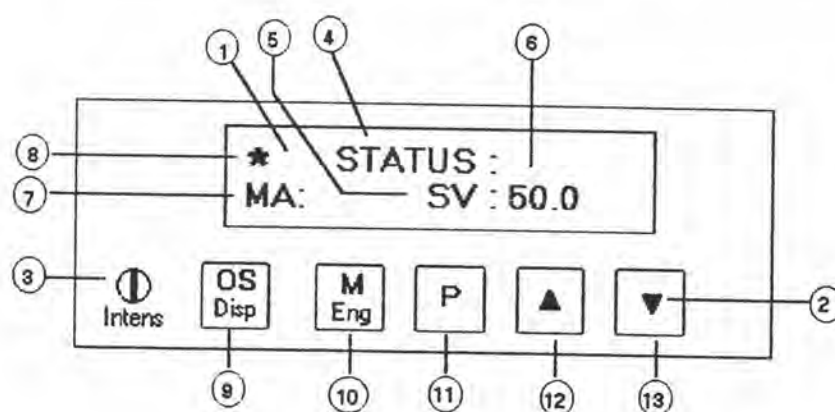 1 5 4 6
8 * STATUS :
7 MA: SV : 50.0
3 Intens OS Disp M Eng P ▲ ▼ 2
9 10 11 12 13